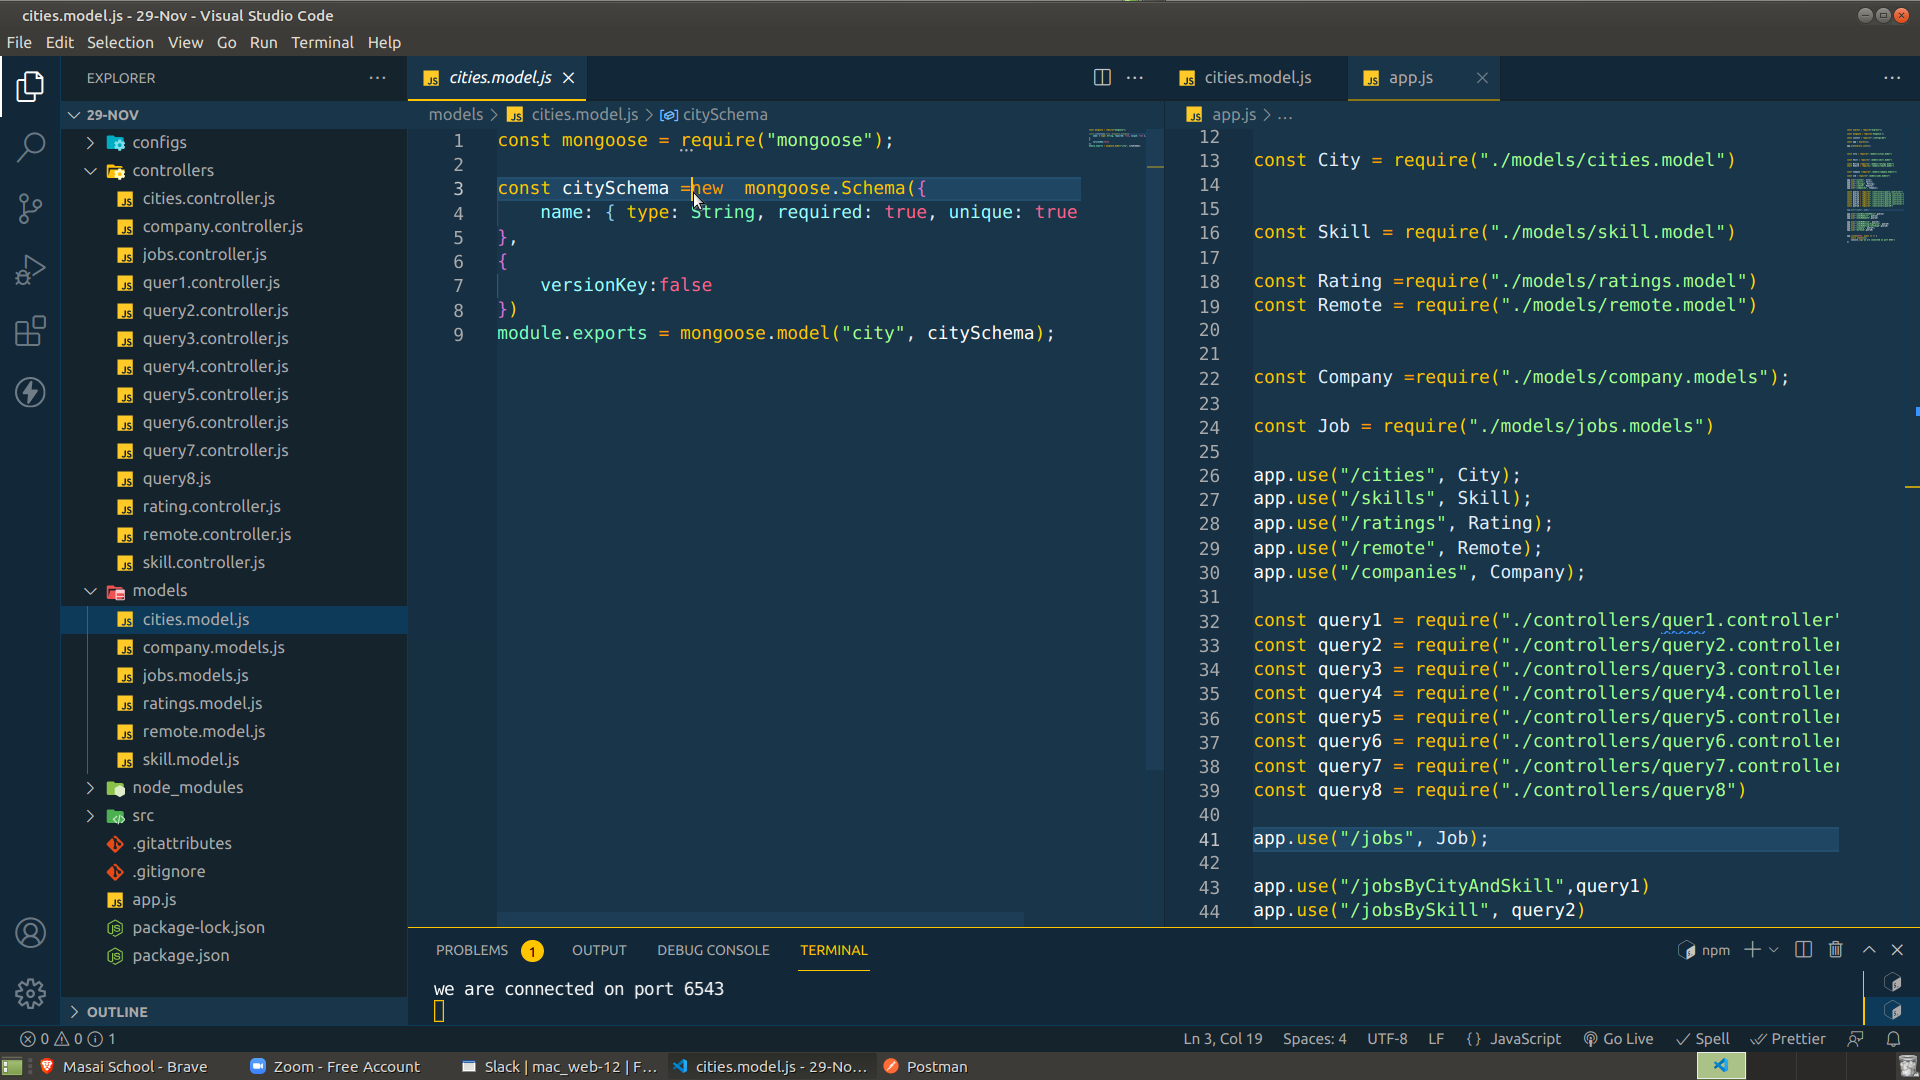 cities.model.js - 29-Nov - Visual Studio Code
File Edit Selection View Go Run Terminal Help
EXPLORER
29-NOV
configs
controllers
cities.controller.js
company.controller.js
jobs.controller.js
quer1.controller.js
query2.controller.js
query3.controller.js
query4.controller.js
query5.controller.js
query6.controller.js
query7.controller.js
query8.js
rating.controller.js
remote.controller.js
skill.controller.js
models
cities.model.js
company.models.js
jobs.models.js
ratings.model.js
remote.model.js
skill.model.js
node_modules
src
.gitattributes
.gitignore
app.js
package-lock.json
package.json
OUTLINE
cities.model.js
models > cities.model.js > citySchema
1 const mongoose = require("mongoose");
2
3 const citySchema =new  mongoose.Schema({
4     name: { type: String, required: true, unique: true
5 },
6 {
7     versionKey:false
8 })
9 module.exports = mongoose.model("city", citySchema);
cities.model.js app.js
app.js > ...
12
13 const City = require("./models/cities.model")
14
15
16 const Skill = require("./models/skill.model")
17
18 const Rating =require("./models/ratings.model")
19 const Remote = require("./models/remote.model")
20
21
22 const Company =require("./models/company.models");
23
24 const Job = require("./models/jobs.models")
25
26 app.use("/cities", City);
27 app.use("/skills", Skill);
28 app.use("/ratings", Rating);
29 app.use("/remote", Remote);
30 app.use("/companies", Company);
31
32 const query1 = require("./controllers/quer1.controller"
33 const query2 = require("./controllers/query2.controller
34 const query3 = require("./controllers/query3.controller
35 const query4 = require("./controllers/query4.controller
36 const query5 = require("./controllers/query5.controller
37 const query6 = require("./controllers/query6.controller
38 const query7 = require("./controllers/query7.controller
39 const query8 = require("./controllers/query8")
40
41 app.use("/jobs", Job);
42
43 app.use("/jobsByCityAndSkill",query1)
44 app.use("/jobsBySkill", query2)
PROBLEMS 1 OUTPUT DEBUG CONSOLE TERMINAL npm
we are connected on port 6543
0 0 1 Ln 3, Col 19 Spaces: 4 UTF-8 LF {} JavaScript Go Live Spell Prettier
Masai School - Brave Zoom - Free Account Slack | mac_web-12 | F... cities.model.js - 29-No... Postman